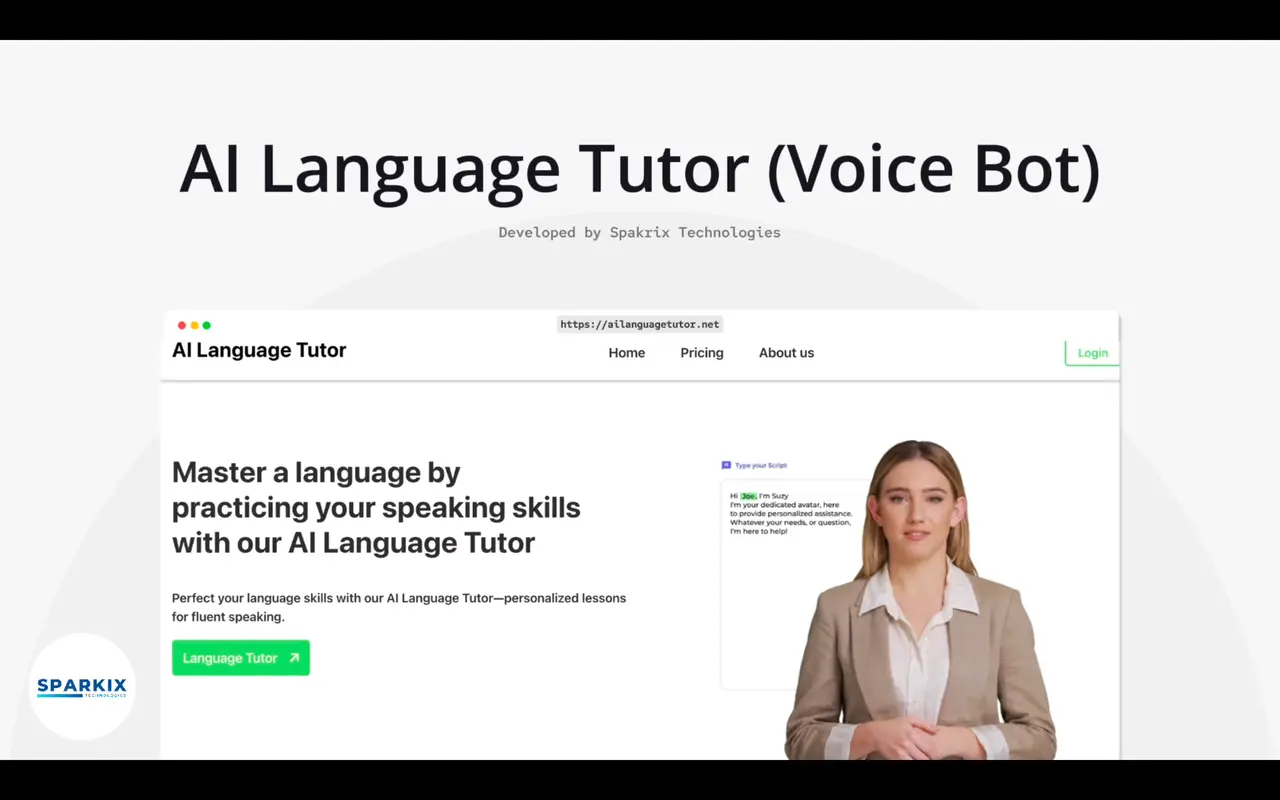 AI Language Tutor (Voice Bot)
Developed by Spakrix Technologies
https://ailanguagetutor.net
AI Language Tutor
Home
Pricing
About us
Login
Master a language by
practicing your speaking skills
with our AI Language Tutor
Perfect your language skills with our AI Language Tutor—personalized lessons
for fluent speaking.
Language Tutor
Type your Script
Hi Joe, I'm Suzy
I'm your dedicated avatar, here
to provide personalized assistance.
Whatever your needs, or question,
I'm here to help!
SPARKIX
TECHNOLOGIES